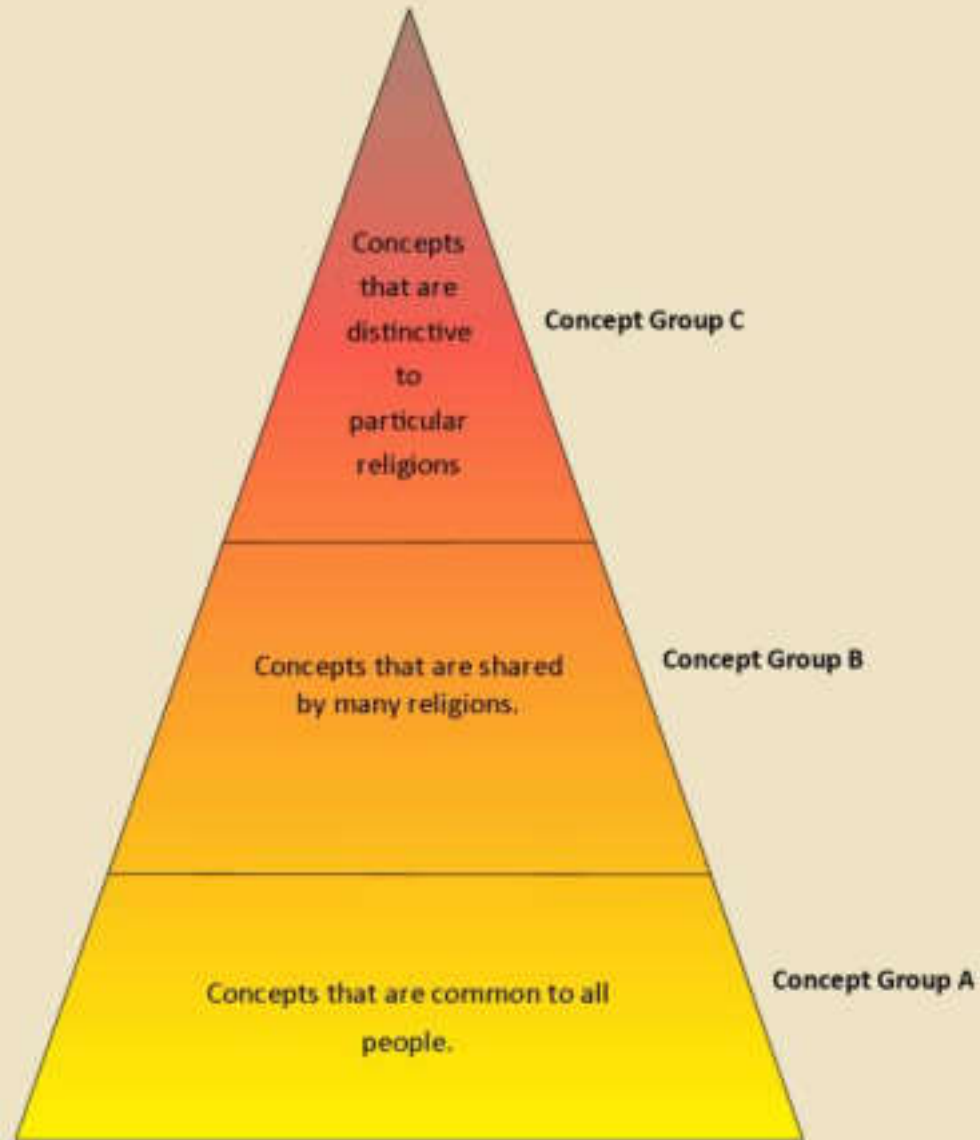 Concepts
that are
distinctive
to
particular
religions
Concept Group C
Concepts that are shared
by many religions.
Concept Group B
Concepts that are common to all
people.
Concept Group A